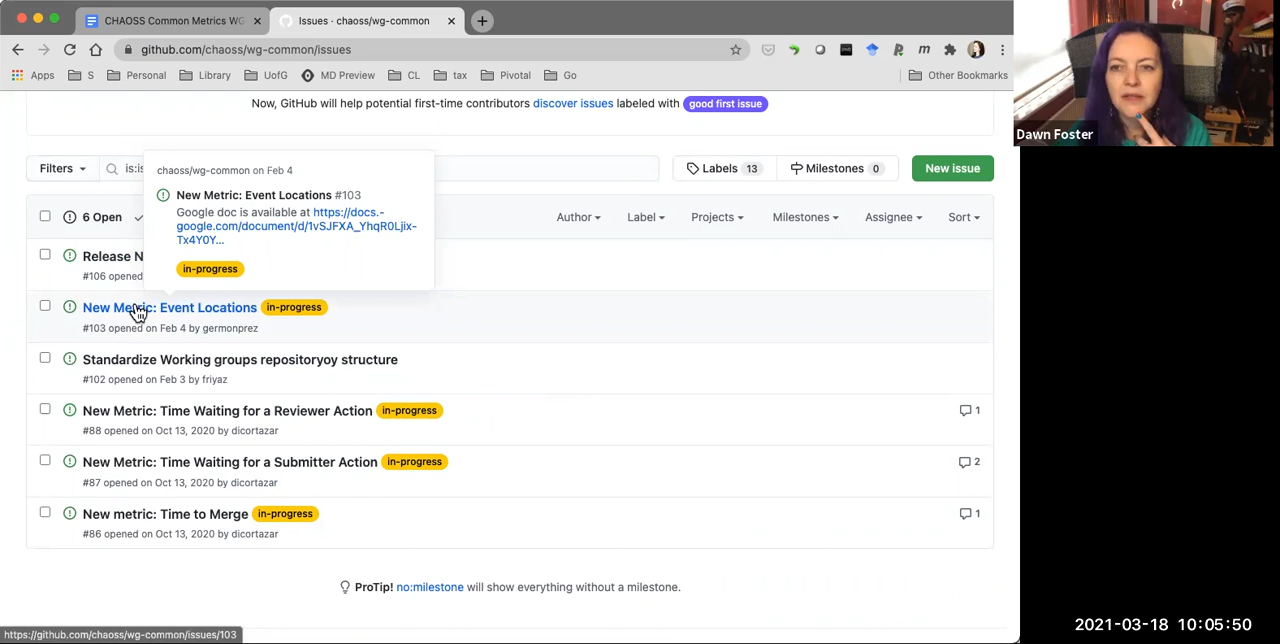 CHAOSS Common Metrics WG
Issues · chaoss/wg-common
github.com/chaoss/wg-common/issues
Apps S Personal Library UofG MD Preview CL tax Pivotal Go Other Bookmarks
Now, GitHub will help potential first-time contributors discover issues labeled with good first issue
Filters
is:is
Labels 13
Milestones 0
New issue
chaoss/wg-common on Feb 4
New Metric: Event Locations #103
Google doc is available at https://docs.-
google.com/document/d/1vSJFXA_YhqR0Ljix-
Tx4Y0Y...
in-progress
6 Open
Author Label Projects Milestones Assignee Sort
Release N
#106 opened
New Metric: Event Locations in-progress
#103 opened on Feb 4 by germonprez
Standardize Working groups repositoryoy structure
#102 opened on Feb 3 by friyaz
New Metric: Time Waiting for a Reviewer Action in-progress 1
#88 opened on Oct 13, 2020 by dicortazar
New Metric: Time Waiting for a Submitter Action in-progress 2
#87 opened on Oct 13, 2020 by dicortazar
New metric: Time to Merge in-progress 1
#86 opened on Oct 13, 2020 by dicortazar
ProTip! no:milestone will show everything without a milestone.
https://github.com/chaoss/wg-common/issues/103
Dawn Foster
2021-03-18 10:05:50